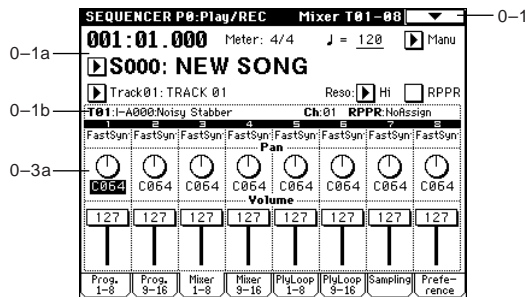 SEQUENCER P0:Play/REC Mixer T01-08
0-1
001:01.000 Meter: 4/4 ♩ = 120 Manu
0-1a
S000: NEW SONG
Track01: TRACK 01 Reso: Hi RPPR
0-1b
T01:I-A000:Noisy Stabber Ch:01 RPPR:NoAssign
1 2 3 4 5 6 7 8
FastSyn FastSyn FastSyn FastSyn FastSyn FastSyn FastSyn FastSyn
Pan
0-3a
C064 C064 C064 C064 C064 C064 C064 C064
Volume
127 127 127 127 127 127 127 127
Prog. 1-8 Prog. 9-16 Mixer 1-8 Mixer 9-16 PlyLoop 1-8 PlyLoop 9-16 Sampling Prefe-rence